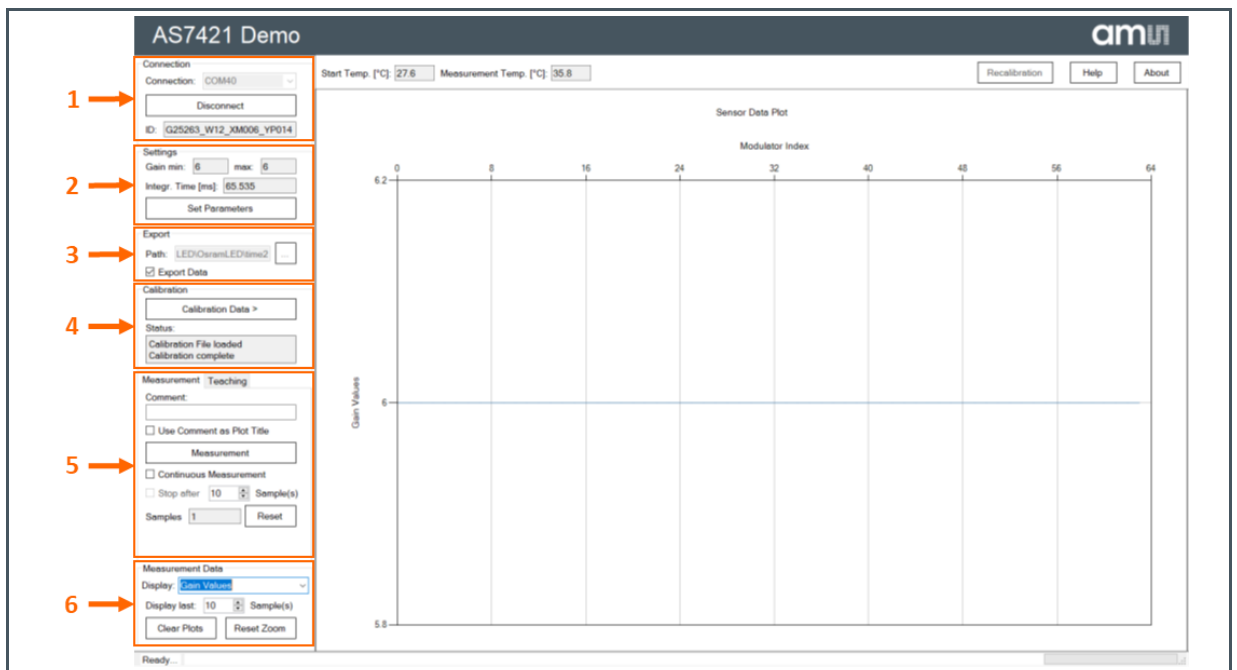 AS7421 Demo
amu
Connection
Connection: COM40
Disconnect
ID: G25263_W12_XM006_YP014
1
Settings
Gain min: 6 max: 6
Integr. Time [ms]: 65.535
Set Parameters
2
Export
Path: LED\OsramLED\time2 ...
Export Data
3
Calibration
Calibration Data >
Status:
Calibration File loaded
Calibration complete
4
Measurement Teaching
Comment:
Use Comment as Plot Title
Measurement
Continuous Measurement
Stop after 10 Sample(s)
Samples 1 Reset
5
Measurement Data
Display: Gain Values
Display last: 10 Sample(s)
Clear Plots Reset Zoom
6
Ready...
Start Temp. [°C]: 27.6 Measurement Temp. [°C]: 35.8 Recalibration Help About
Sensor Data Plot
Modulator Index
0 8 16 24 32 40 48 56 64
6.2
6
5.8
Gain Values